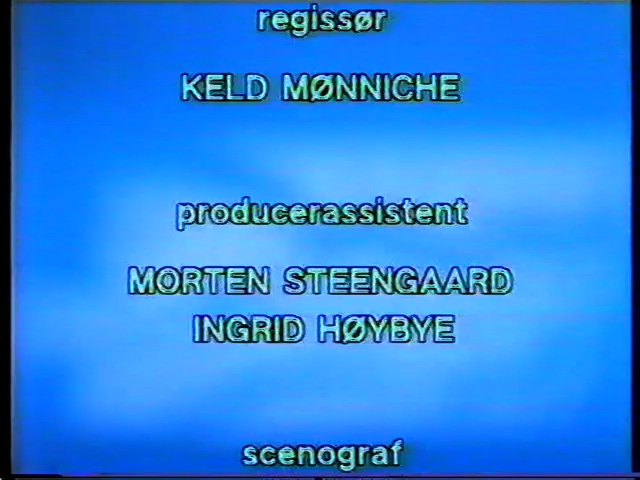 regissør
KELD MØNNICHE
producerassistent
MORTEN STEENGAARD
INGRID HØYBYE
scenograf